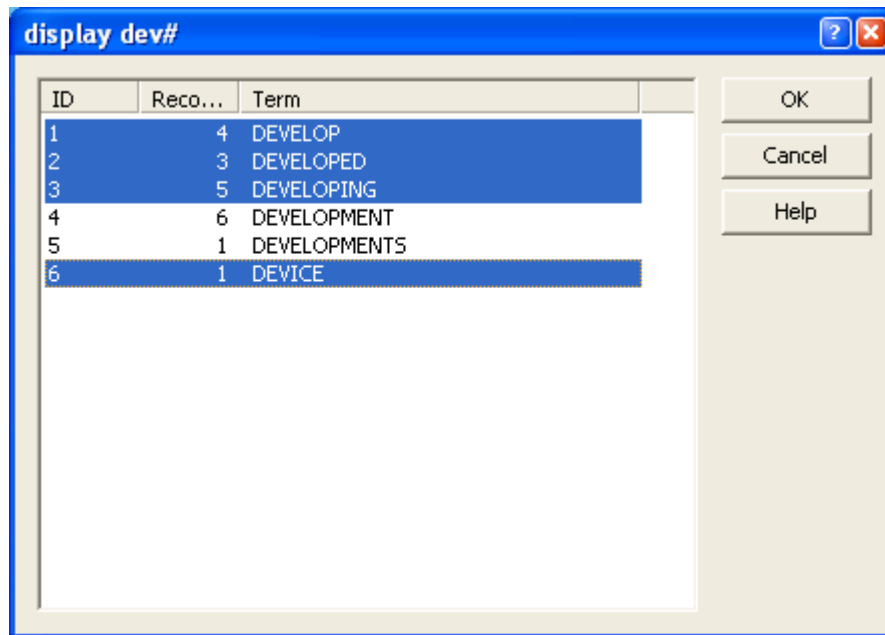 display dev#
ID Reco... Term
1 4 DEVELOP
2 3 DEVELOPED
3 5 DEVELOPING
4 6 DEVELOPMENT
5 1 DEVELOPMENTS
6 1 DEVICE
OK
Cancel
Help